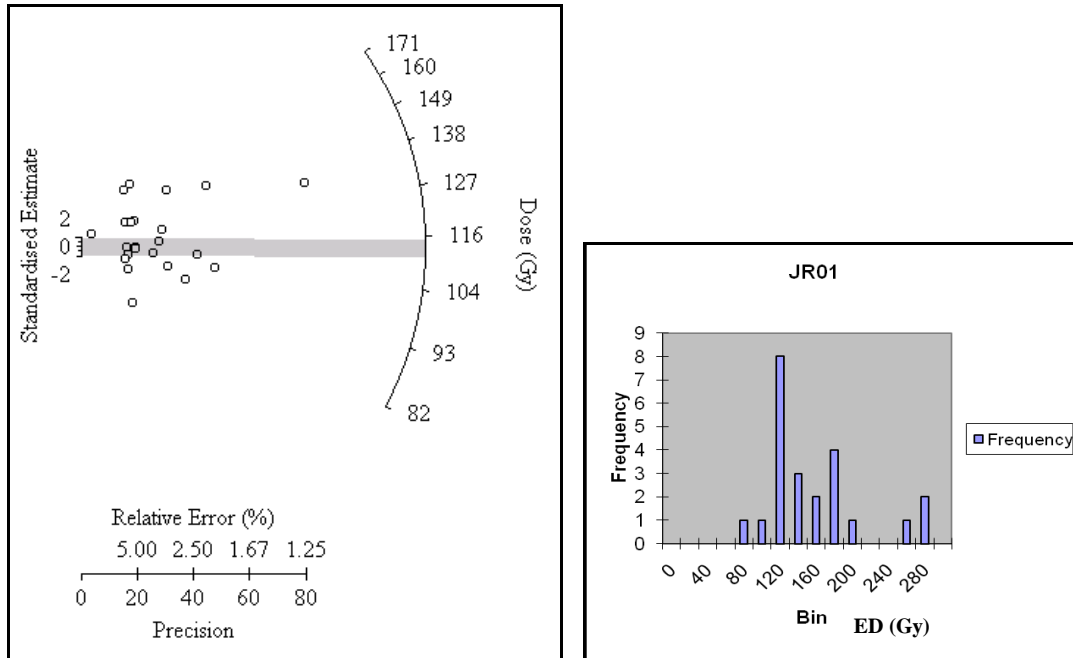 171
160
149
138
127
116
104
93
82
Dose (Gy)
Standardised Estimate
2
0
-2
Relative Error (%)
5.00 2.50 1.67 1.25
0 20 40 60 80
Precision
JR01
9
8
7
6
5
4
3
2
1
0
Frequency
0 40 80 120 160 200 240 280
Bin ED (Gy)
Frequency